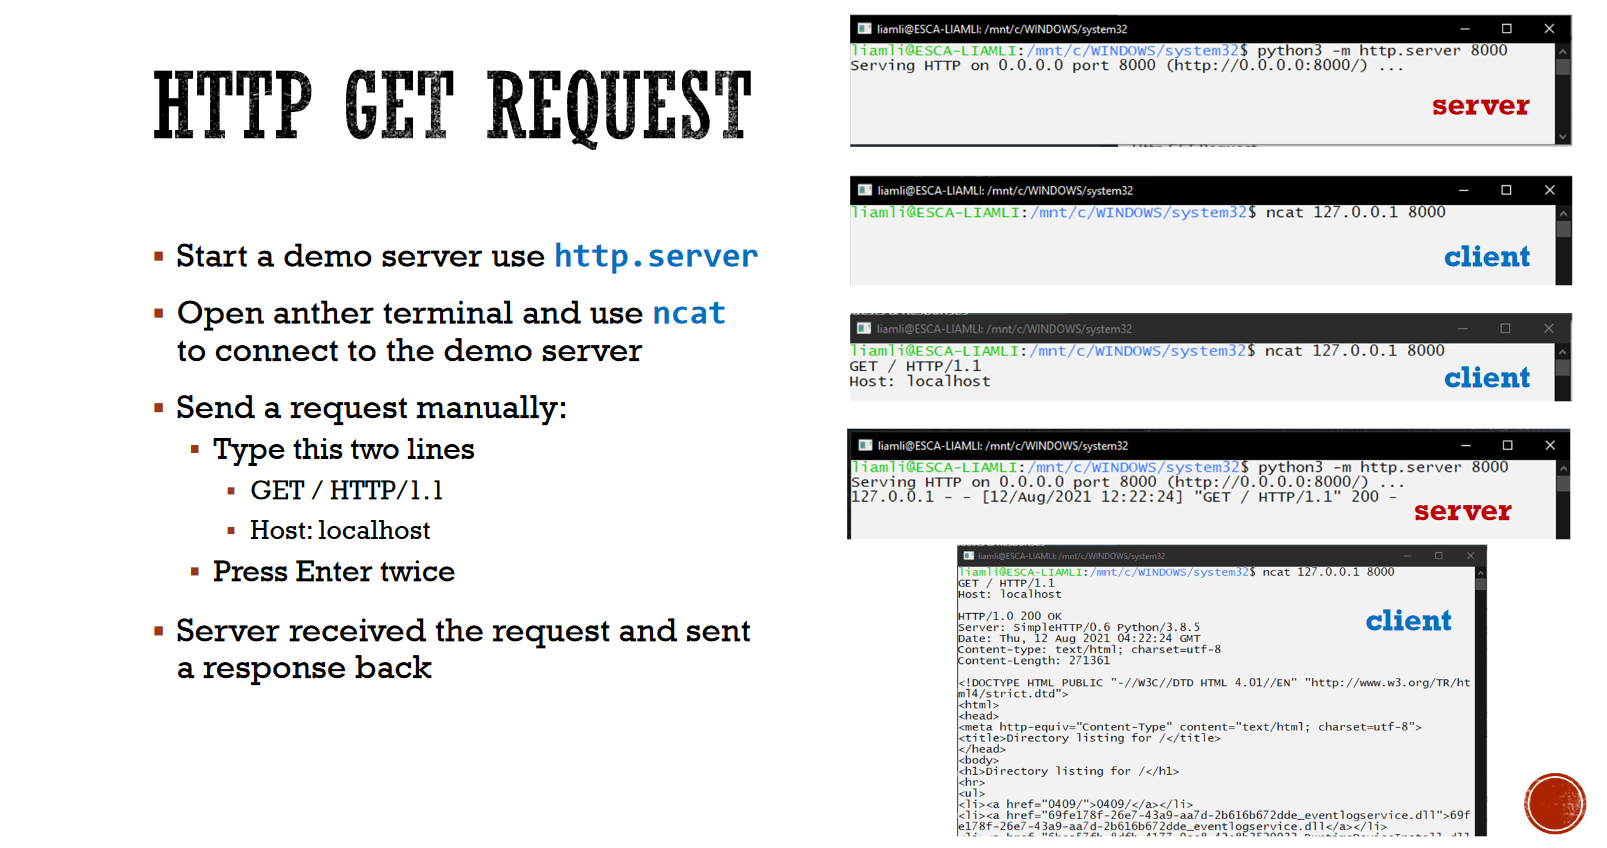 HTTP GET REQUEST
Start a demo server use http.server
Open anther terminal and use ncat
to connect to the demo server
Send a request manually:
Type this two lines
GET / HTTP/1.1
Host: localhost
Press Enter twice
Server received the request and sent
a response back
liamli@ESCA-LIAMLI: /mnt/c/WINDOWS/system32
liamli@ESCA-LIAMLI:/mnt/c/WINDOWS/system32$ python3 -m http.server 8000
Serving HTTP on 0.0.0.0 port 8000 (http://0.0.0.0:8000/) ...
server
liamli@ESCA-LIAMLI: /mnt/c/WINDOWS/system32
liamli@ESCA-LIAMLI:/mnt/c/WINDOWS/system32$ ncat 127.0.0.1 8000
client
liamli@ESCA-LIAMLI: /mnt/c/WINDOWS/system32
liamli@ESCA-LIAMLI:/mnt/c/WINDOWS/system32$ ncat 127.0.0.1 8000
GET / HTTP/1.1
Host: localhost
client
liamli@ESCA-LIAMLI: /mnt/c/WINDOWS/system32
liamli@ESCA-LIAMLI:/mnt/c/WINDOWS/system32$ python3 -m http.server 8000
Serving HTTP on 0.0.0.0 port 8000 (http://0.0.0.0:8000/) ...
127.0.0.1 - - [12/Aug/2021 12:22:24] "GET / HTTP/1.1" 200 -
server
liamli@ESCA-LIAMLI: /mnt/c/WINDOWS/system32
liamli@ESCA-LIAMLI:/mnt/c/WINDOWS/system32$ ncat 127.0.0.1 8000
GET / HTTP/1.1
Host: localhost
HTTP/1.0 200 OK
client
Server: SimpleHTTP/0.6 Python/3.8.5
Date: Thu, 12 Aug 2021 04:22:24 GMT
Content-type: text/html; charset=utf-8
Content-Length: 271361
<!DOCTYPE HTML PUBLIC "-//W3C//DTD HTML 4.01//EN" "http://www.w3.org/TR/ht
ml4/strict.dtd">
<html>
<head>
<meta http-equiv="Content-Type" content="text/html; charset=utf-8">
<title>Directory listing for /</title>
</head>
<body>
<h1>Directory listing for /</h1>
<hr>
<ul>
<li><a href="0409/">0409/</a></li>
<li><a href="69fe178f-26e7-43a9-aa7d-2b616b672dde_eventlogservice.dll">69f
e178f-26e7-43a9-aa7d-2b616b672dde_eventlogservice.dll</a></li>